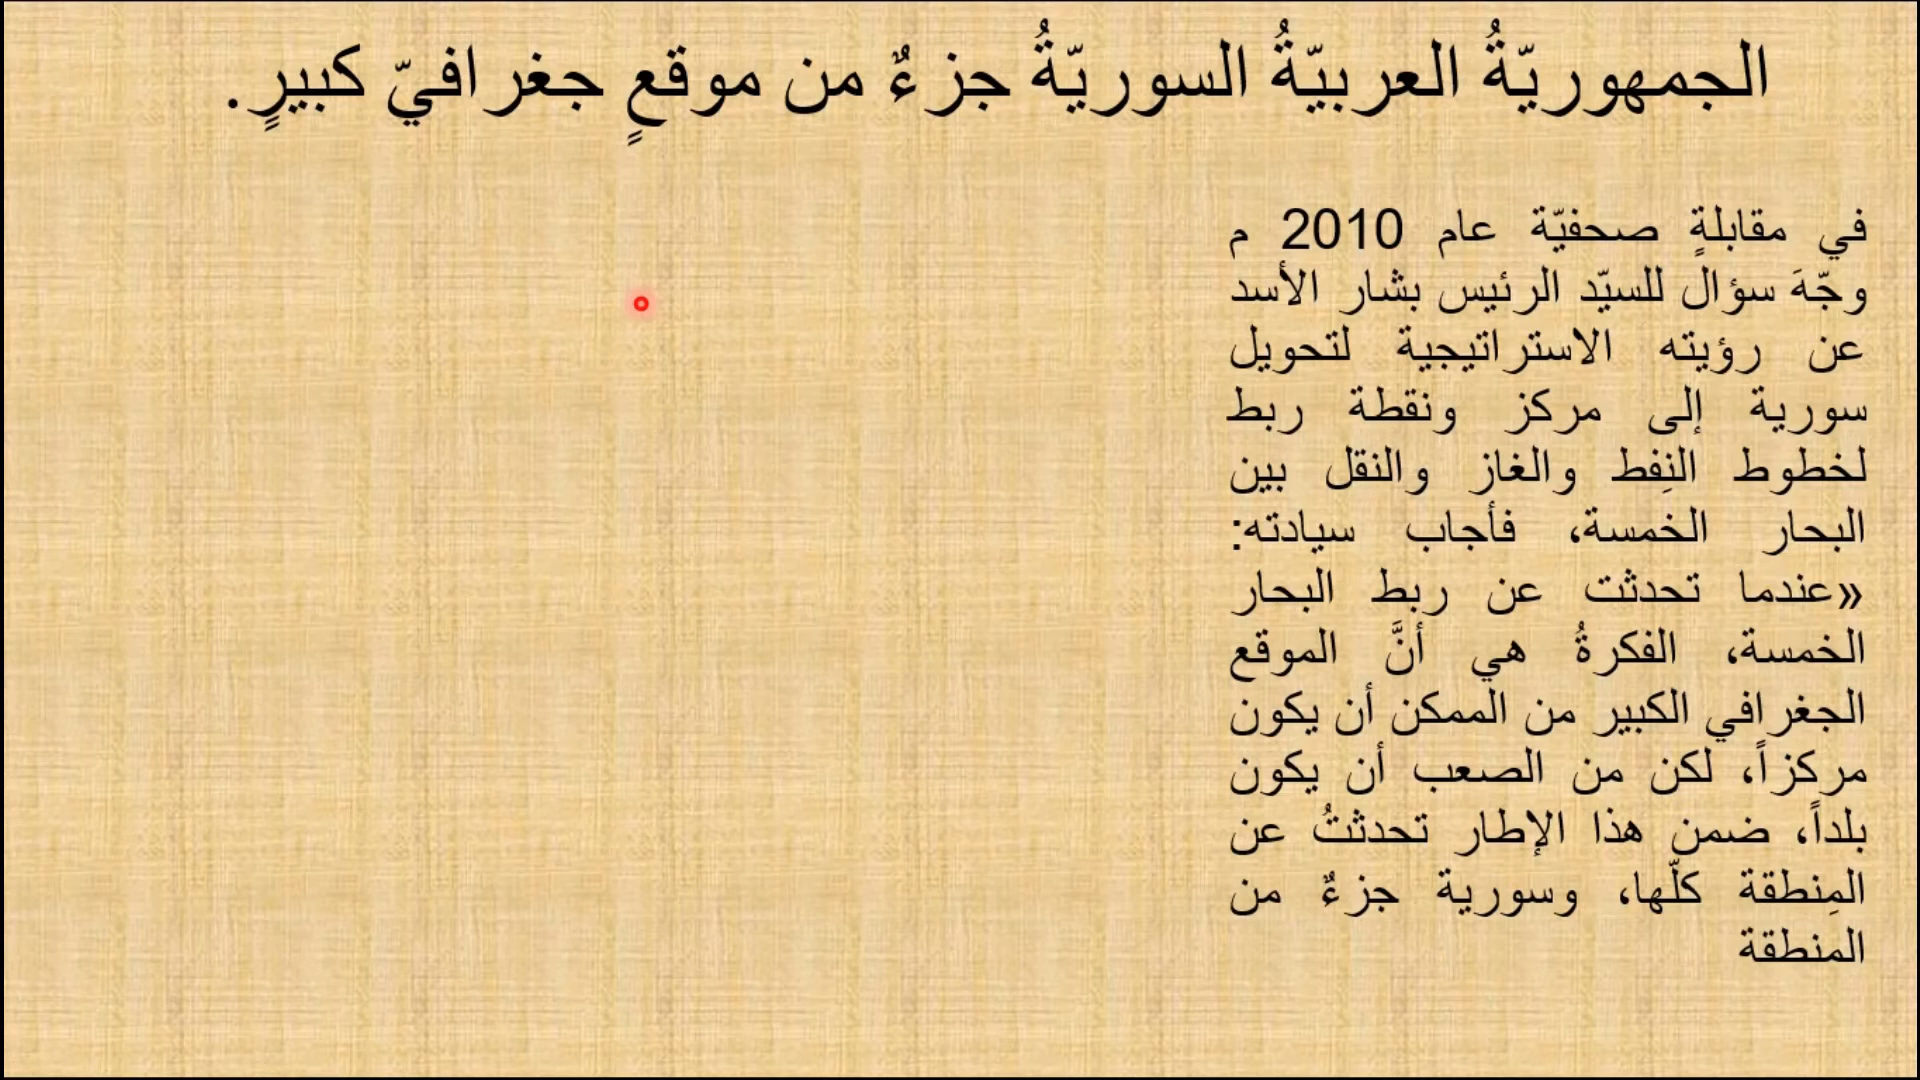 الجمهوريّةُ العربيّةُ السوريّةُ جزءٌ من موقعٍ جغرافيّ كبيرٍ.
في مقابلةٍ صحفيّة عام 2010 م
وجّهَ سؤال للسيّد الرئيس بشار الأسد
عن رؤيته الاستراتيجية لتحويل
سورية إلى مركز ونقطة ربط
لخطوط النِفط والغاز والنقل بين
البحار الخمسة، فأجاب سيادته:
«عندما تحدثت عن ربط البحار
الخمسة، الفكرةُ هي أنَّ الموقع
الجغرافي الكبير من الممكن أن يكون
مركزاً، لكن من الصعب أن يكون
بلداً، ضمن هذا الإطار تحدثتُ عن
المِنطقة كلّها، وسورية جزءٌ من
المنطقة